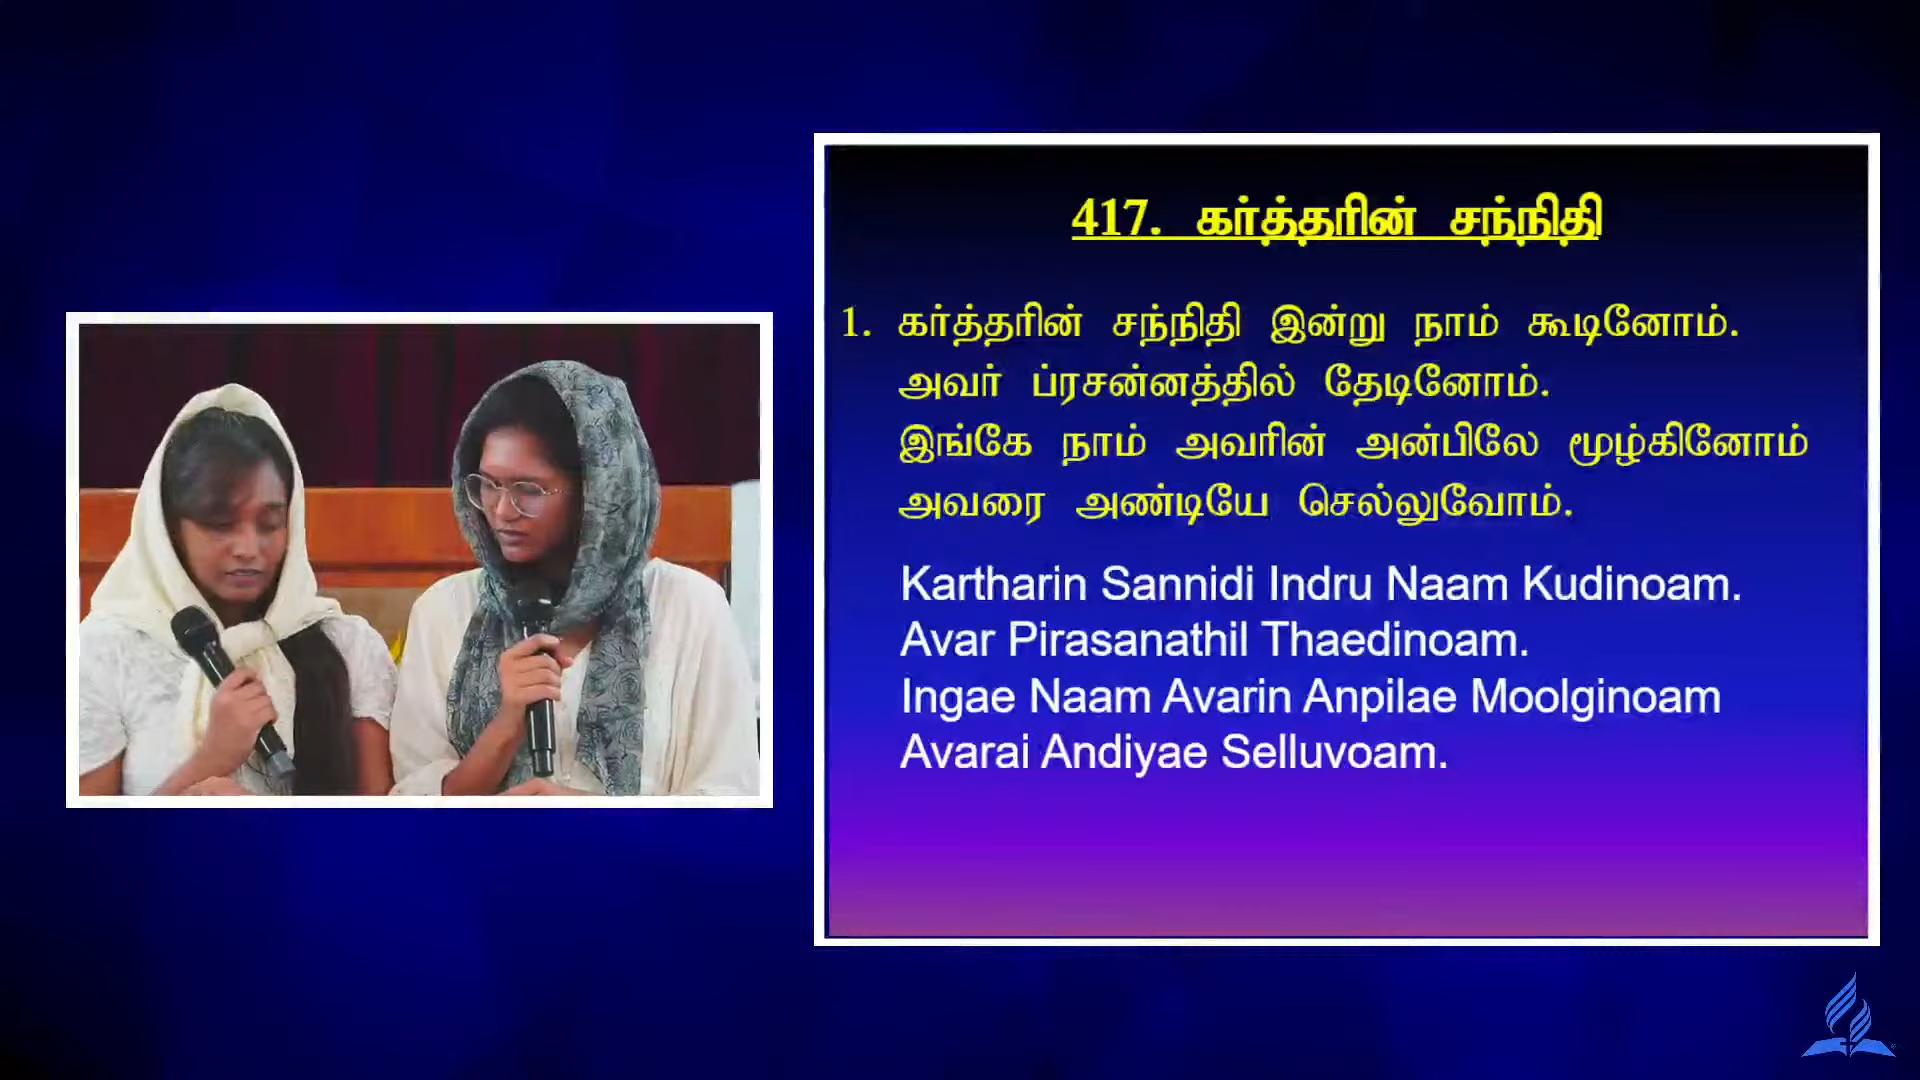 417. கர்த்தரின் சந்நிதி
1. கர்த்தரின் சந்நிதி இன்று நாம் கூடினோம்.
அவர் ப்ரசன்னத்தில் தேடினோம்.
இங்கே நாம் அவரின் அன்பிலே மூழ்கினோம்
அவரை அண்டியே செல்லுவோம்.
Kartharin Sannidi Indru Naam Kudinoam.
Avar Pirasanathil Thaedinoam.
Ingae Naam Avarin Anpilae Moolginoam
Avarai Andiyae Selluvoam.